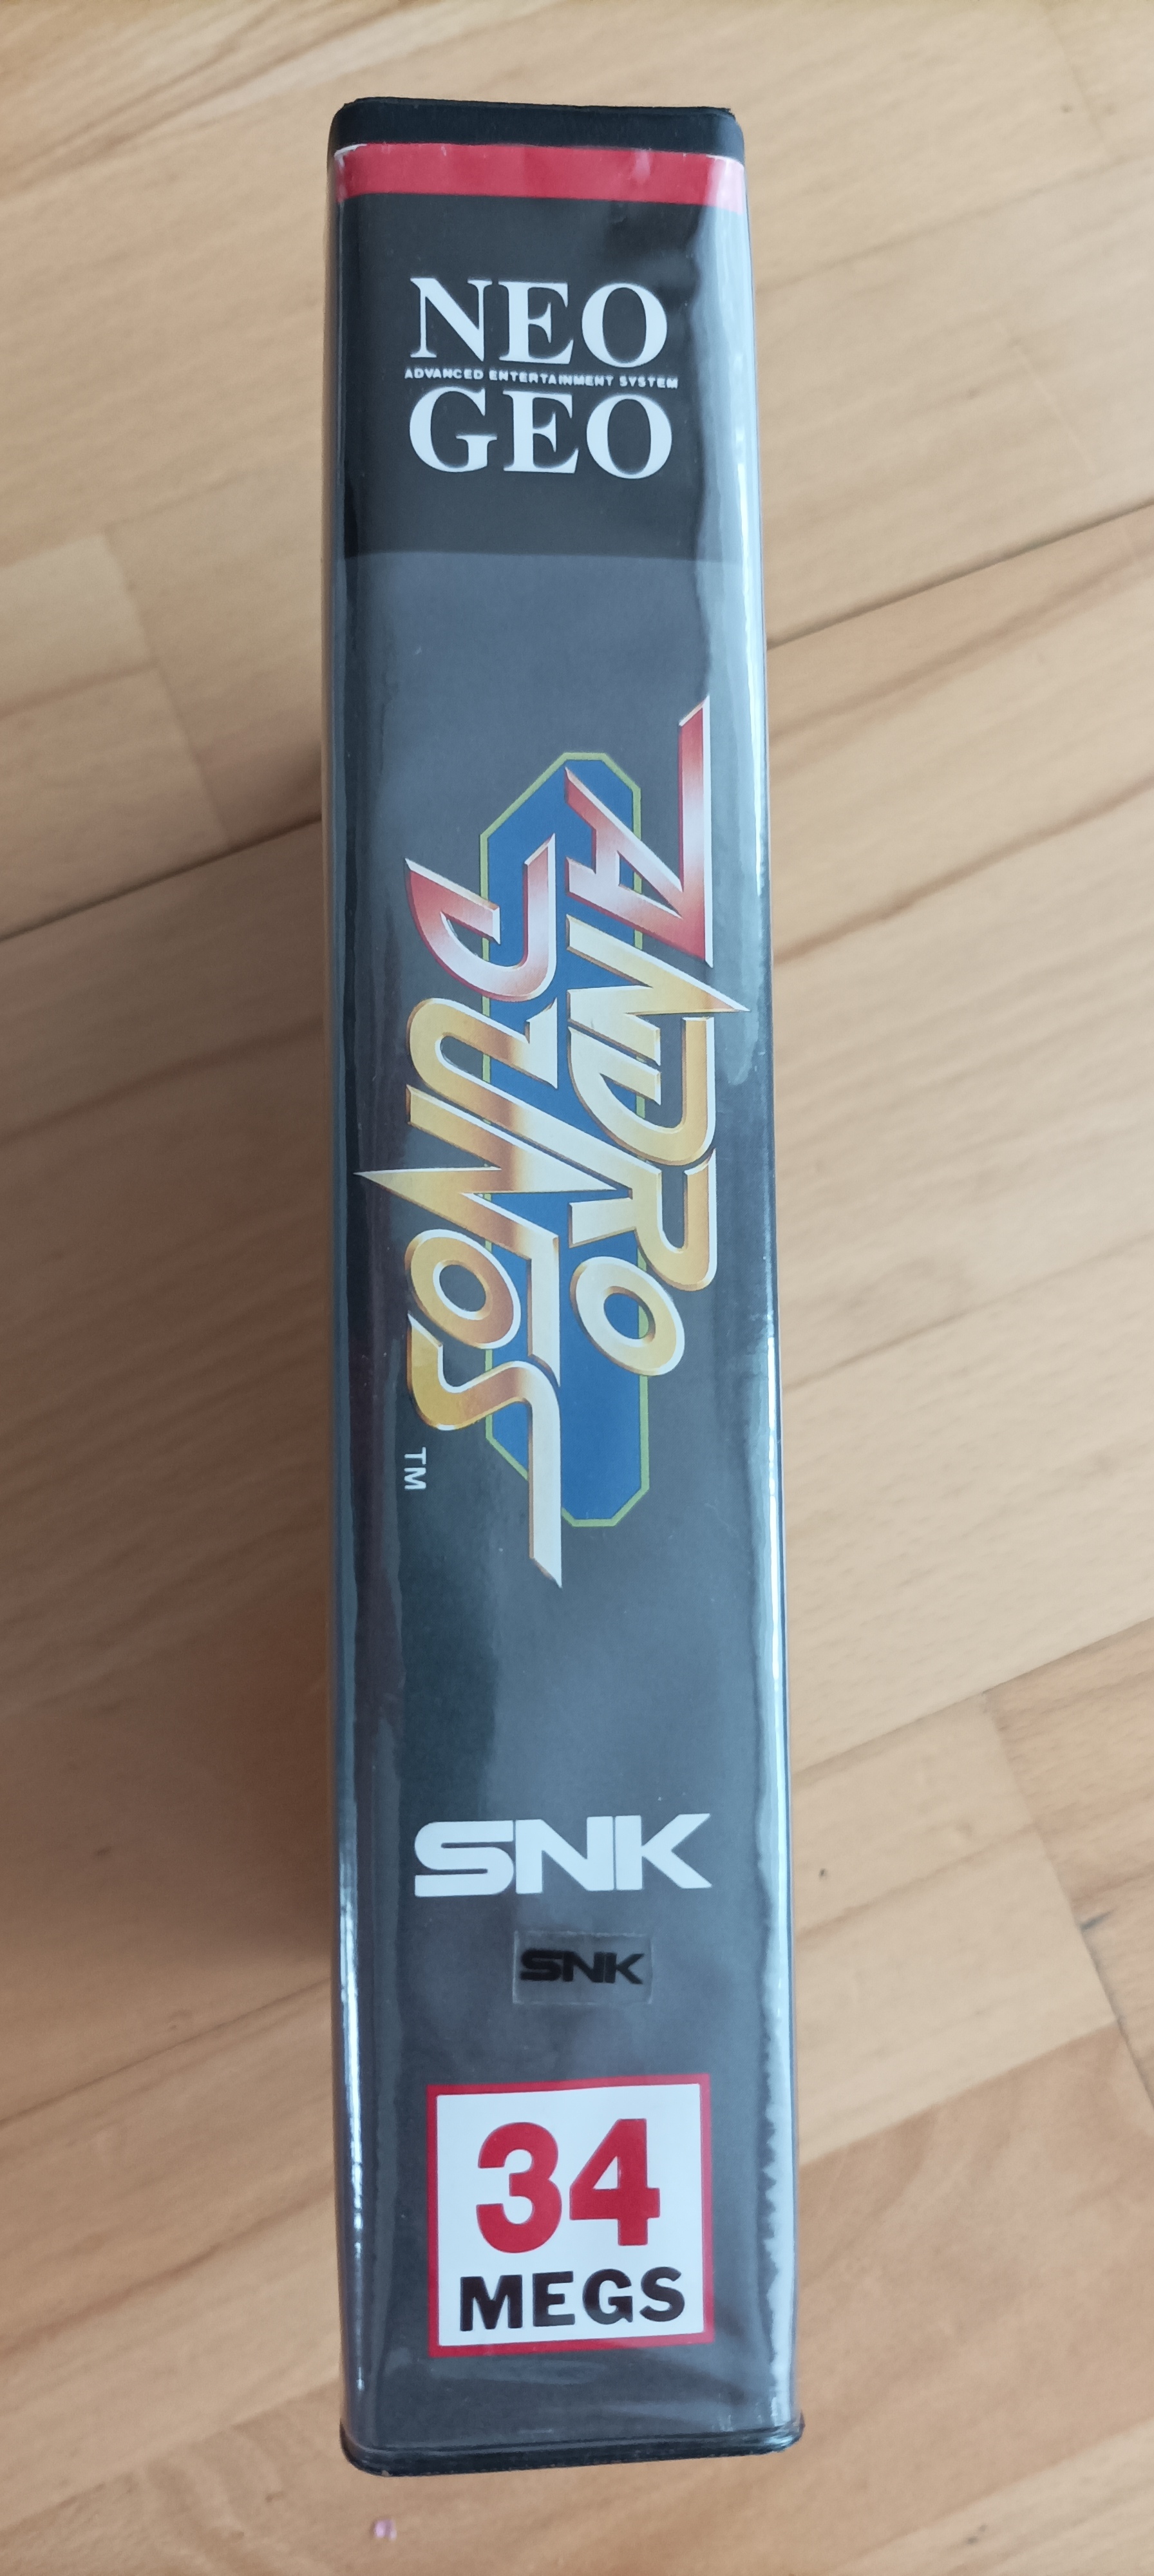 NEO
ADVANCED ENTERTAINMENT SYSTEM
GEO
ANDRO
DUNOS
TM
SNK
SNK
34
MEGS